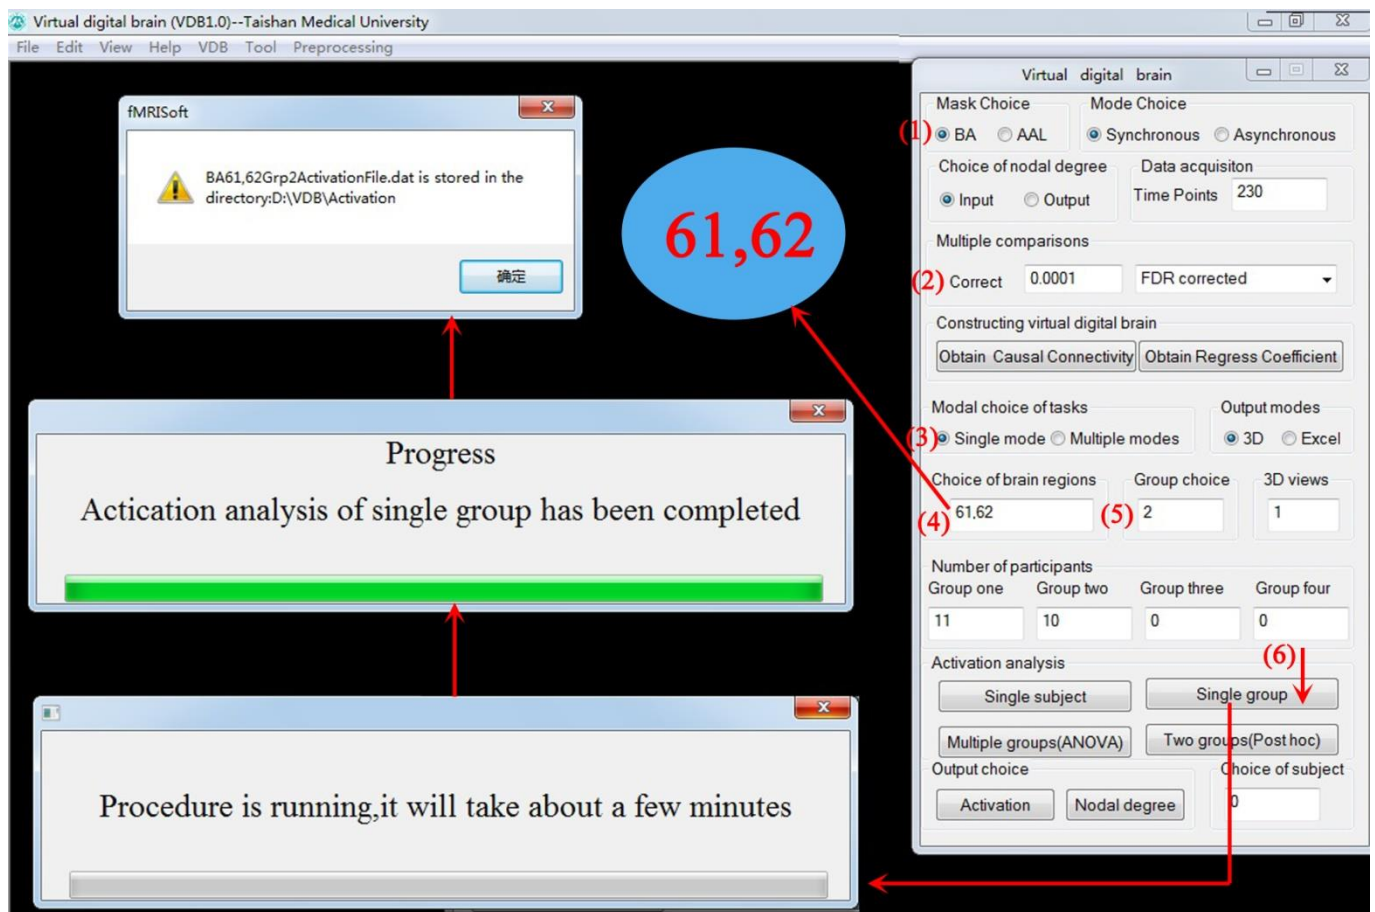 Virtual digital brain (VDB1.0)--Taishan Medical University
File Edit View Help VDB Tool Preprocessing
fMRISoft
BA61,62Grp2ActivationFile.dat is stored in the
directory:D:\VDB\Activation
确定
61,62
Progress
Actication analysis of single group has been completed
Procedure is running,it will take about a few minutes
Virtual digital brain
Mask Choice Mode Choice
(1) BA AAL Synchronous Asynchronous
Choice of nodal degree Data acquisiton
Input Output Time Points 230
Multiple comparisons
(2) Correct 0.0001 FDR corrected
Constructing virtual digital brain
Obtain Causal Connectivity Obtain Regress Coefficient
Modal choice of tasks Output modes
(3) Single mode Multiple modes 3D Excel
Choice of brain regions Group choice 3D views
(4) 61,62 (5) 2 1
Number of participants
Group one Group two Group three Group four
11 10 0 0
Activation analysis (6)
Single subject Single group
Multiple groups(ANOVA) Two groups(Post hoc)
Output choice Choice of subject
Activation Nodal degree 0